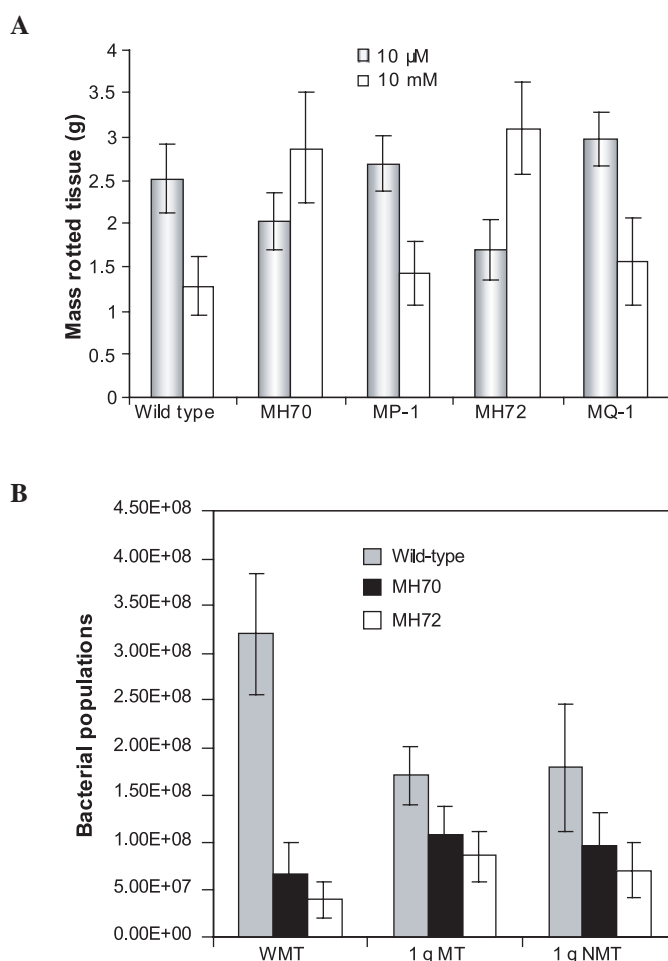 A
4
3.5
3
2.5
2
1.5
1
0.5
0
Mass rotted tissue (g)
10 µM
10 mM
Wild type MH70 MP-1 MH72 MQ-1
B
4.50E+08
4.00E+08
3.50E+08
3.00E+08
2.50E+08
2.00E+08
1.50E+08
1.00E+08
5.00E+07
0.00E+00
Bacterial populations
Wild-type
MH70
MH72
WMT 1 g MT 1 g NMT